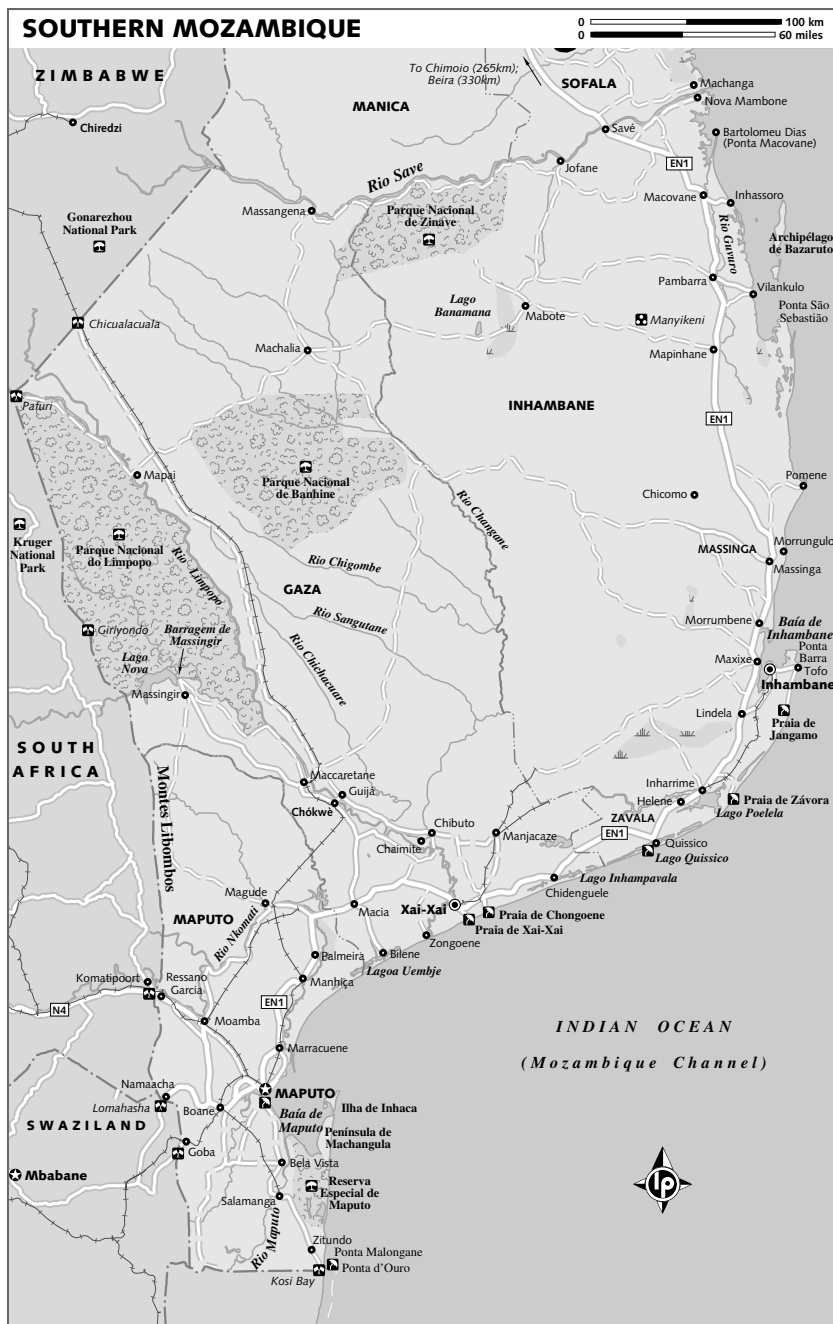 SOUTHERN MOZAMBIQUE
0 100 km
0 60 miles
ZIMBABWE
To Chimoio (265km);
Beira (330km)
SOFALA
MANICA
Machanga
Nova Mambone
Chiredzi
Savé
Bartolomeu Dias
(Ponta Macovane)
EN1
Rio Save
Jofane
Massangena
Macovane
Inhassoro
Gonarezhou
National Park
Parque Nacional
de Zinave
Rio Guvuro
Archipélago
de Bazaruto
Pambarra
Vilankulo
Lago
Banamana
Mabote
Manyikeni
Ponta São
Sebastião
Chicualacuala
Machalia
Mapinhane
Pafuri
INHAMBANE
EN1
Mapai
Parque Nacional
de Banhine
Pomene
Chicomo
Rio Changane
Kruger
National
Park
Parque Nacional
do Limpopo
Rio Limpopo
Rio Chigombe
GAZA
MASSINGA
Morrungulo
Massinga
Rio Sangutane
Giriyondo
Barragem de
Massingir
Morrumbene
Baía de
Inhambane
Lago
Nova
Rio Chichacuare
Maxixe
Ponta
Barra
Tofo
Inhambane
Massingir
Lindela
Praia de
Jangamo
SOUTH
AFRICA
Montes Libombos
Maccaretane
Guijá
Chókwè
Inharrime
Helene
Praia de Závora
Lago Poelela
ZAVALA
EN1
Chibuto
Chaimite
Manjacaze
Quissico
Lago Quissico
Lago Inhampavala
Chidenguele
Magude
MAPUTO
Rio Nkomati
Macia
Xai-Xai
Praia de Chongoene
Praia de Xai-Xai
Zongoene
Palmeira
Bilene
Lagoa Uembje
Komatipoort
Ressano
Garcia
Manhiça
N4
EN1
Moamba
INDIAN OCEAN
(Mozambique Channel)
Marracuene
Namaacha
MAPUTO
Lomahasha
Boane
Baía de
Maputo
Ilha de Inhaca
SWAZILAND
Península de
Machangula
Goba
Bela Vista
Mbabane
Reserva
Especial de
Maputo
Salamanga
Rio Maputo
Zitundo
Ponta Malongane
Ponta d'Ouro
Kosi Bay
lp